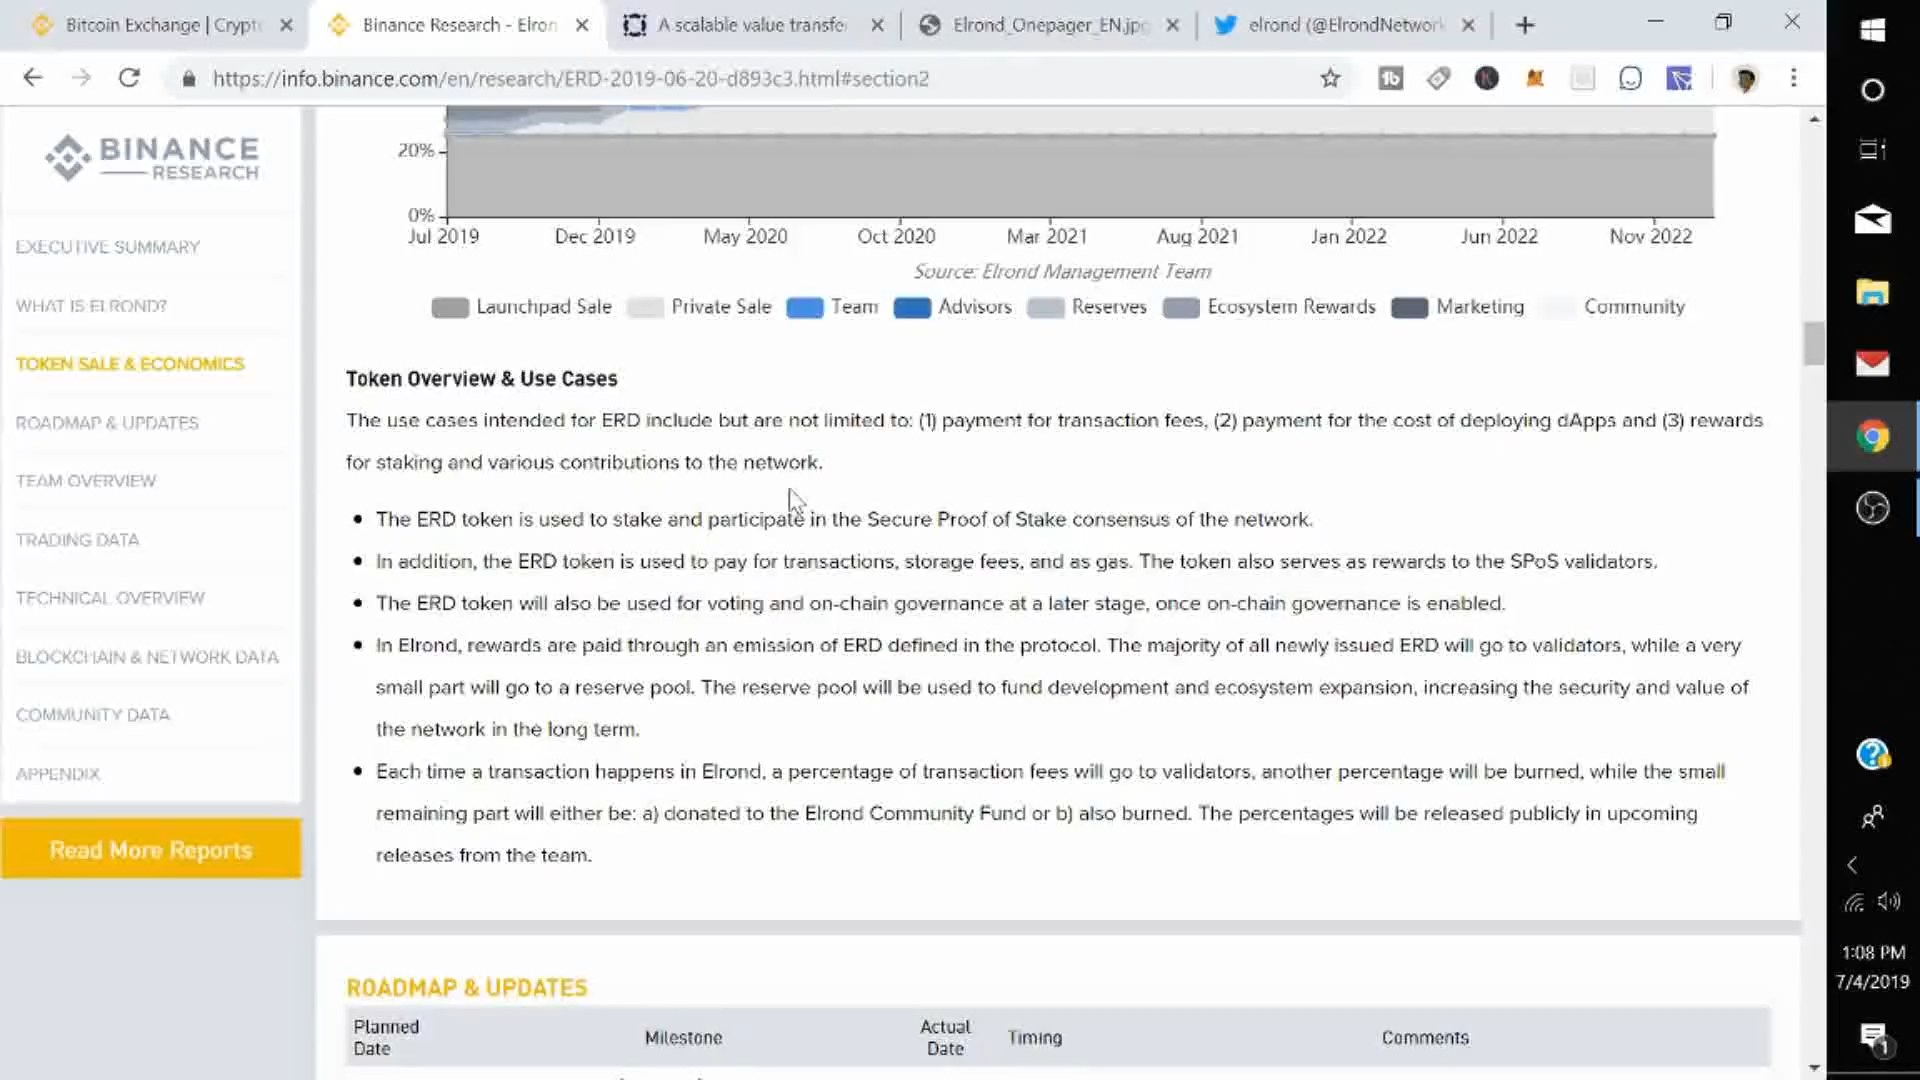 Bitcoin Exchange | Crypt
Binance Research - Elron
A scalable value transfe
Elrond_Onepager_EN.jpg
elrond (@ElrondNetwork
https://info.binance.com/en/research/ERD-2019-06-20-d893c3.html#section2
BINANCE
RESEARCH
EXECUTIVE SUMMARY
WHAT IS ELROND?
TOKEN SALE & ECONOMICS
ROADMAP & UPDATES
TEAM OVERVIEW
TRADING DATA
TECHNICAL OVERVIEW
BLOCKCHAIN & NETWORK DATA
COMMUNITY DATA
APPENDIX
Read More Reports
20%
0%
Jul 2019 Dec 2019 May 2020 Oct 2020 Mar 2021 Aug 2021 Jan 2022 Jun 2022 Nov 2022
Source: Elrond Management Team
Launchpad Sale Private Sale Team Advisors Reserves Ecosystem Rewards Marketing Community
Token Overview & Use Cases
The use cases intended for ERD include but are not limited to: (1) payment for transaction fees, (2) payment for the cost of deploying dApps and (3) rewards
for staking and various contributions to the network.
The ERD token is used to stake and participate in the Secure Proof of Stake consensus of the network.
In addition, the ERD token is used to pay for transactions, storage fees, and as gas. The token also serves as rewards to the SPoS validators.
The ERD token will also be used for voting and on-chain governance at a later stage, once on-chain governance is enabled.
In Elrond, rewards are paid through an emission of ERD defined in the protocol. The majority of all newly issued ERD will go to validators, while a very
small part will go to a reserve pool. The reserve pool will be used to fund development and ecosystem expansion, increasing the security and value of
the network in the long term.
Each time a transaction happens in Elrond, a percentage of transaction fees will go to validators, another percentage will be burned, while the small
remaining part will either be: a) donated to the Elrond Community Fund or b) also burned. The percentages will be released publicly in upcoming
releases from the team.
ROADMAP & UPDATES
Planned
Date
Milestone
Actual
Date
Timing
Comments
1:08 PM
7/4/2019
1